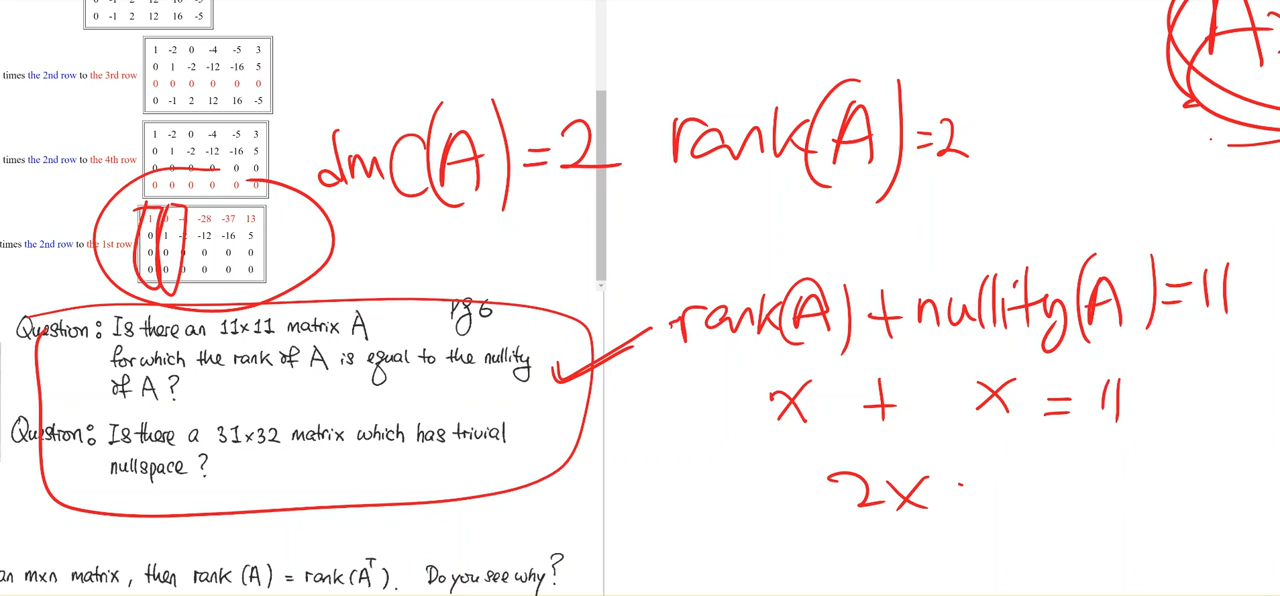 0 -1 2 12 16 -5
1 -2 0 -4 -5 3
0 1 -2 -12 -16 5
times the 2nd row to the 3rd row
0 0 0 0 0 0
0 -1 2 12 16 -5
1 -2 0 -4 -5 3
0 1 -2 -12 -16 5
times the 2nd row to the 4th row
0 0 0 0 0 0
0 0 0 0 0 0
-28 -37 13
0 1 -12 -16 5
times the 2nd row to the 1st row
0 0 0 0 0
0 0 0 0 0
dim C(A) = 2
rank(A) = 2
Question: Is there an 11×11 matrix A
pg 6
for which the rank of A is equal to the nullity
of A?
Question: Is there a 31×32 matrix which has trivial
nullspace?
an m×n matrix, then rank (A) = rank (Aᵀ). Do you see why?
rank(A) + nullity(A) = 11
x + x = 11
2x
(A